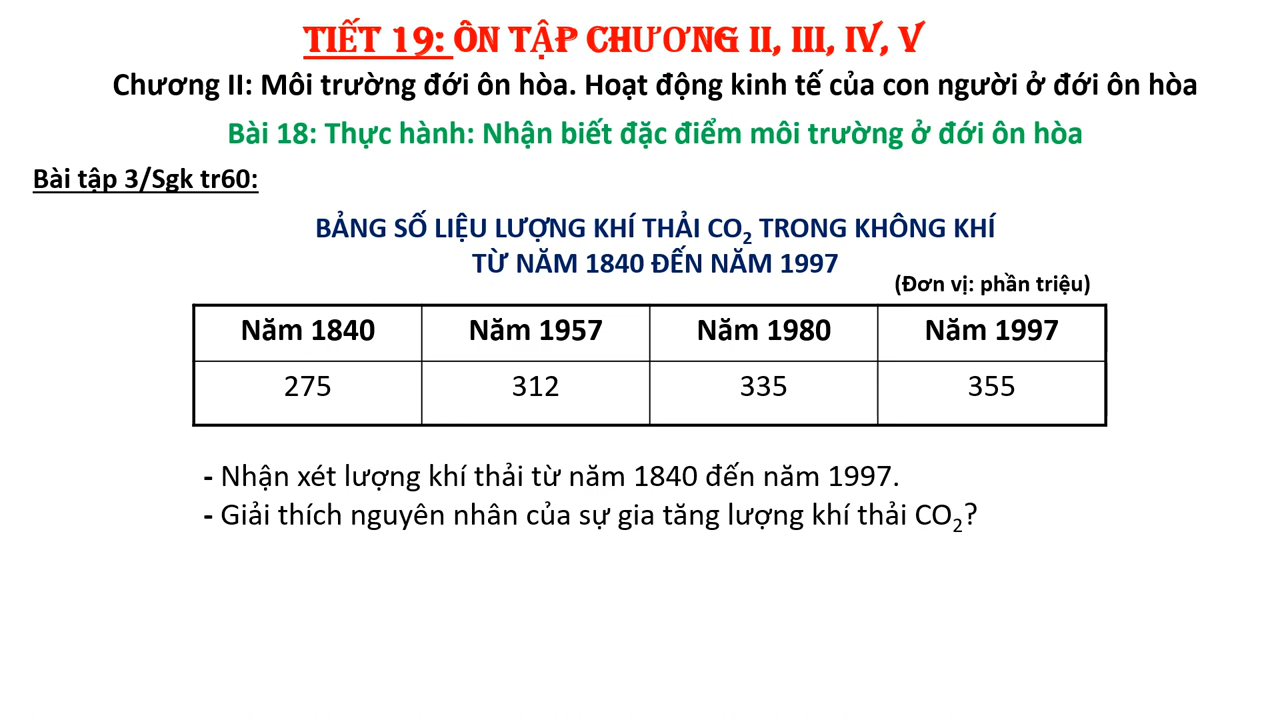 TIẾT 19: ÔN TẬP CHƯƠNG II, III, IV, V
Chương II: Môi trường đới ôn hòa. Hoạt động kinh tế của con người ở đới ôn hòa
Bài 18: Thực hành: Nhận biết đặc điểm môi trường ở đới ôn hòa
Bài tập 3/Sgk tr60:
BẢNG SỐ LIỆU LƯỢNG KHÍ THẢI CO₂ TRONG KHÔNG KHÍ
TỪ NĂM 1840 ĐẾN NĂM 1997
(Đơn vị: phần triệu)
Năm 1840 Năm 1957 Năm 1980 Năm 1997
275 312 335 355
- Nhận xét lượng khí thải từ năm 1840 đến năm 1997.
- Giải thích nguyên nhân của sự gia tăng lượng khí thải CO₂?